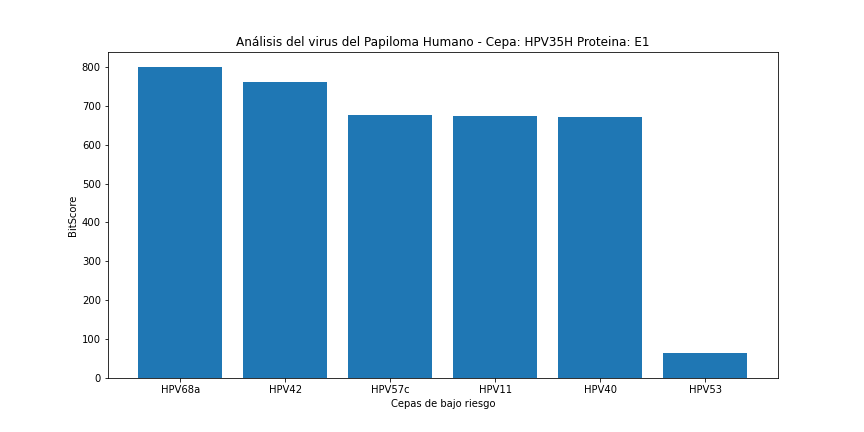 Análisis del virus del Papiloma Humano - Cepa: HPV35H Proteina: E1
BitScore
800
700
600
500
400
300
200
100
0
HPV68a HPV42 HPV57c HPV11 HPV40 HPV53
Cepas de bajo riesgo